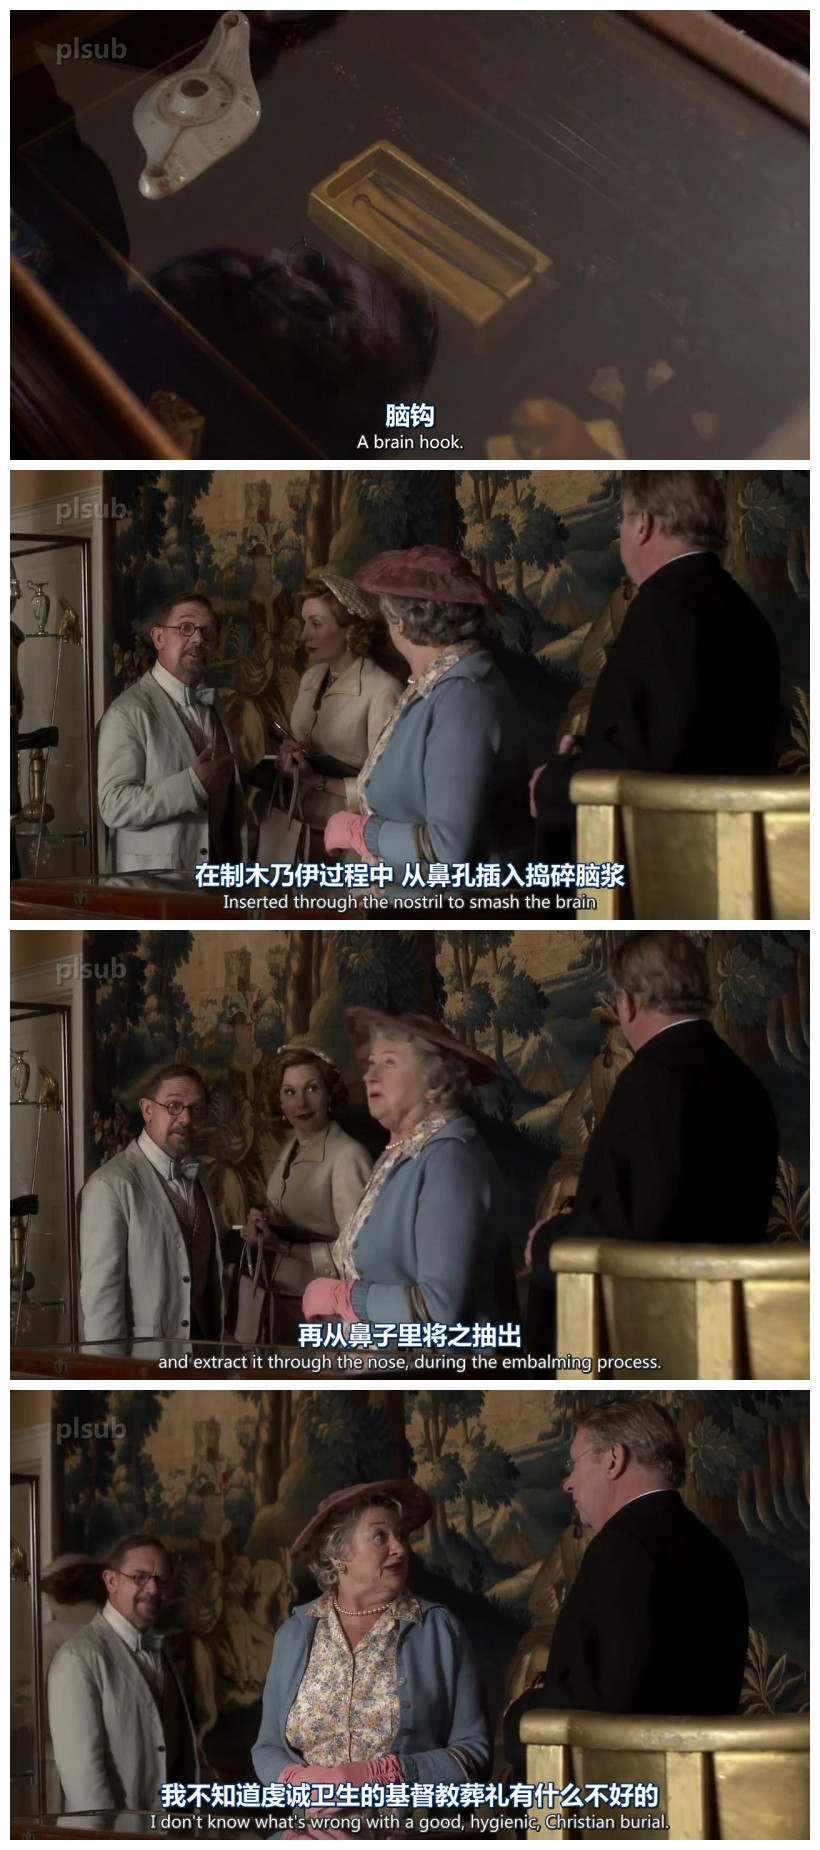 plsub
脑钩
A brain hook.
plsub
在制木乃伊过程中 从鼻孔插入捣碎脑浆
Inserted through the nostril to smash the brain
plsub
再从鼻子里将之抽出
and extract it through the nose, during the embalming process.
plsub
我不知道虔诚卫生的基督教葬礼有什么不好的
I don't know what's wrong with a good, hygienic, Christian burial.